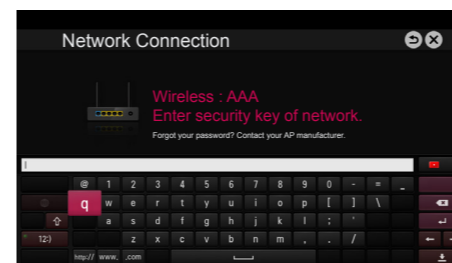 Network Connection
Wireless : AAA
Enter security key of network.
Forgot your password? Contact your AP manufacturer.
@ 1 2 3 4 5 6 7 8 9 0 - = _
q w e r t y u i o p [ ] \
a s d f g h j k l ; '
12:) z x c v b n m , . /
http:// www. .com